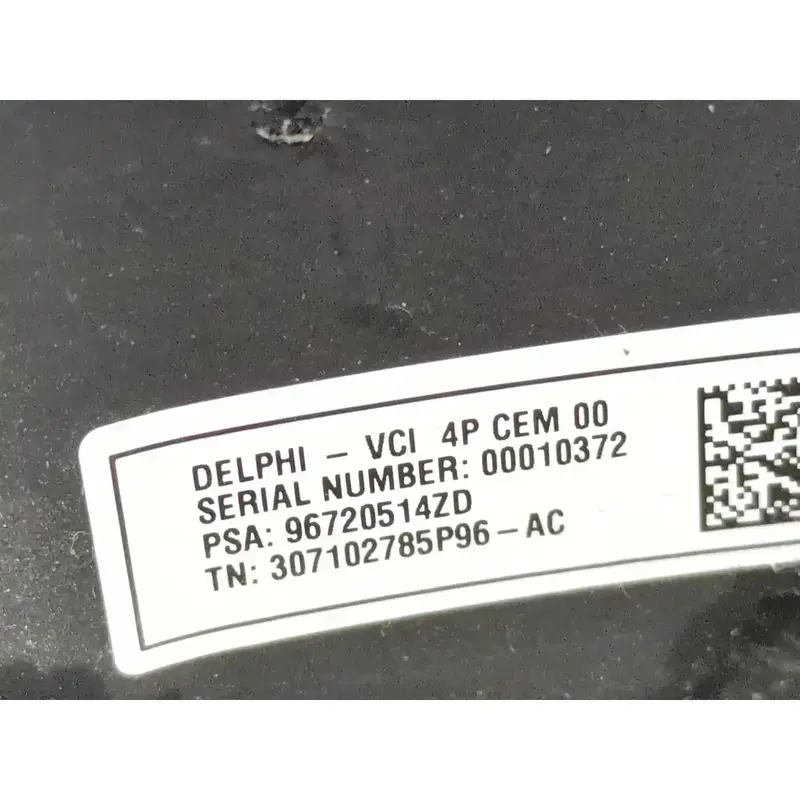 DELPHI - VCI 4P CEM 00
SERIAL NUMBER: 00010372
PSA: 96720514ZD
TN: 307102785P96-AC